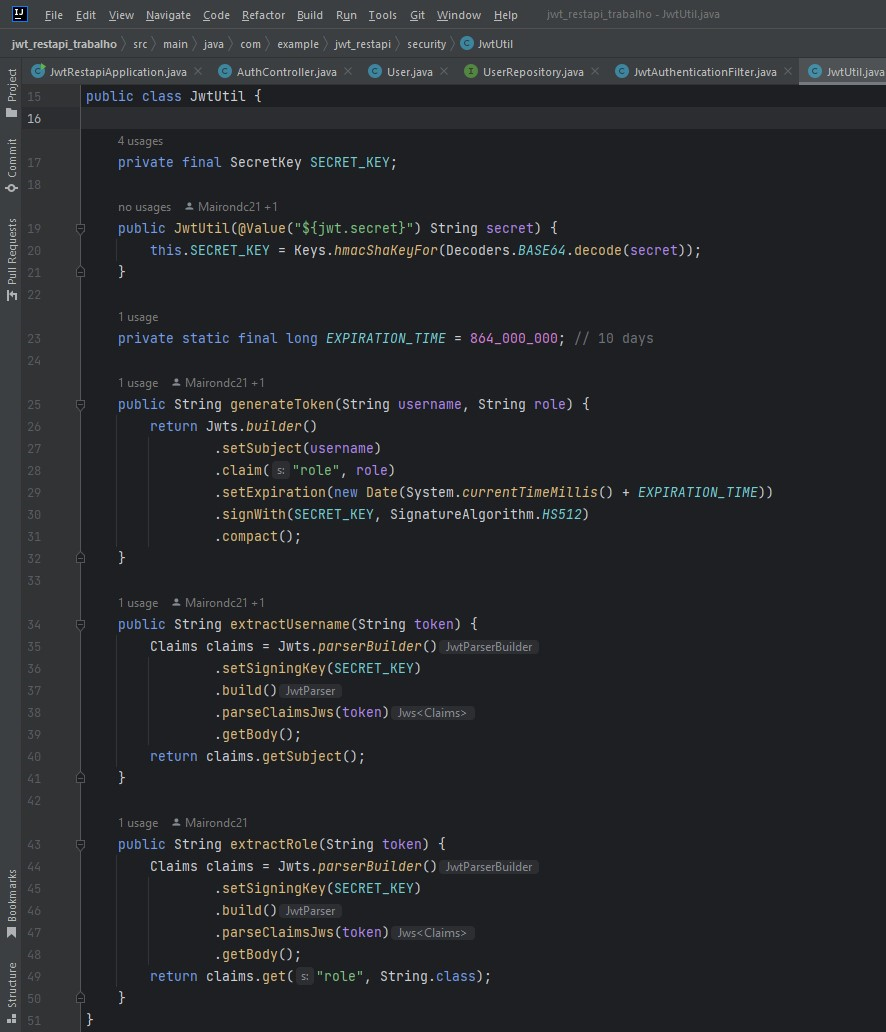 IJ File Edit View Navigate Code Refactor Build Run Tools Git Window Help jwt_restapi_trabalho - JwtUtil.java
jwt_restapi_trabalho src main java com example jwt_restapi security C JwtUtil
C JwtRestapiApplication.java C AuthController.java C User.java I UserRepository.java C JwtAuthenticationFilter.java C JwtUtil.java
Project
Commit
Pull Requests
Bookmarks
Structure
15 public class JwtUtil {
16
4 usages
17 private final SecretKey SECRET_KEY;
18
no usages Mairondc21 +1
19 public JwtUtil(@Value("${jwt.secret}") String secret) {
20 this.SECRET_KEY = Keys.hmacShaKeyFor(Decoders.BASE64.decode(secret));
21 }
22
1 usage
23 private static final long EXPIRATION_TIME = 864_000_000; // 10 days
24
1 usage Mairondc21 +1
25 public String generateToken(String username, String role) {
26 return Jwts.builder()
27 .setSubject(username)
28 .claim( s: "role", role)
29 .setExpiration(new Date(System.currentTimeMillis() + EXPIRATION_TIME))
30 .signWith(SECRET_KEY, SignatureAlgorithm.HS512)
31 .compact();
32 }
33
1 usage Mairondc21 +1
34 public String extractUsername(String token) {
35 Claims claims = Jwts.parserBuilder() JwtParserBuilder
36 .setSigningKey(SECRET_KEY)
37 .build() JwtParser
38 .parseClaimsJws(token) Jws<Claims>
39 .getBody();
40 return claims.getSubject();
41 }
42
1 usage Mairondc21
43 public String extractRole(String token) {
44 Claims claims = Jwts.parserBuilder() JwtParserBuilder
45 .setSigningKey(SECRET_KEY)
46 .build() JwtParser
47 .parseClaimsJws(token) Jws<Claims>
48 .getBody();
49 return claims.get( s: "role", String.class);
50 }
51 }